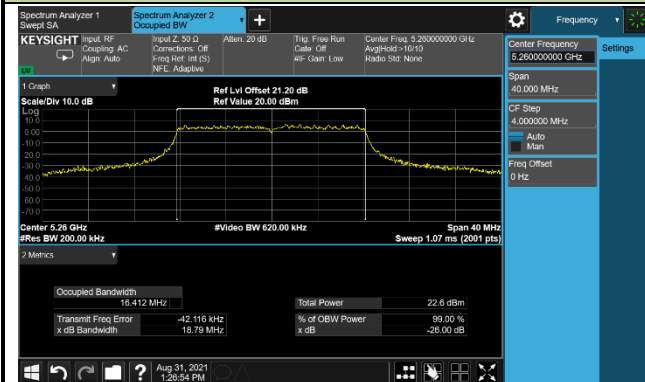 Spectrum Analyzer 1
Swept SA
Spectrum Analyzer 2
Occupied BW
+
Frequency
KEYSIGHT
Input: RF
Coupling: AC
Align: Auto
Input Z: 50 Ω
Corrections: Off
Freq Ref: Int (S)
NFE: Adaptive
Atten: 20 dB
Trig: Free Run
Gate: Off
#IF Gain: Low
Center Freq: 5.260000000 GHz
Avg|Hold:>10/10
Radio Std: None
Center Frequency
5.260000000 GHz
Settings
Span
40.000 MHz
CF Step
4.000000 MHz
Auto
Man
Freq Offset
0 Hz
1 Graph
Scale/Div 10.0 dB
Ref Lvl Offset 21.20 dB
Ref Value 20.00 dBm
Log
10.0
0.00
-10.0
-20.0
-30.0
-40.0
-50.0
-60.0
-70.0
Center 5.26 GHz
#Res BW 200.00 kHz
#Video BW 620.00 kHz
Span 40 MHz
Sweep 1.07 ms (2001 pts)
2 Metrics
Occupied Bandwidth
16.412 MHz
Total Power 22.6 dBm
Transmit Freq Error -42.116 kHz
% of OBW Power 99.00 %
x dB Bandwidth 18.79 MHz
x dB -26.00 dB
?
Aug 31, 2021
1:26:54 PM